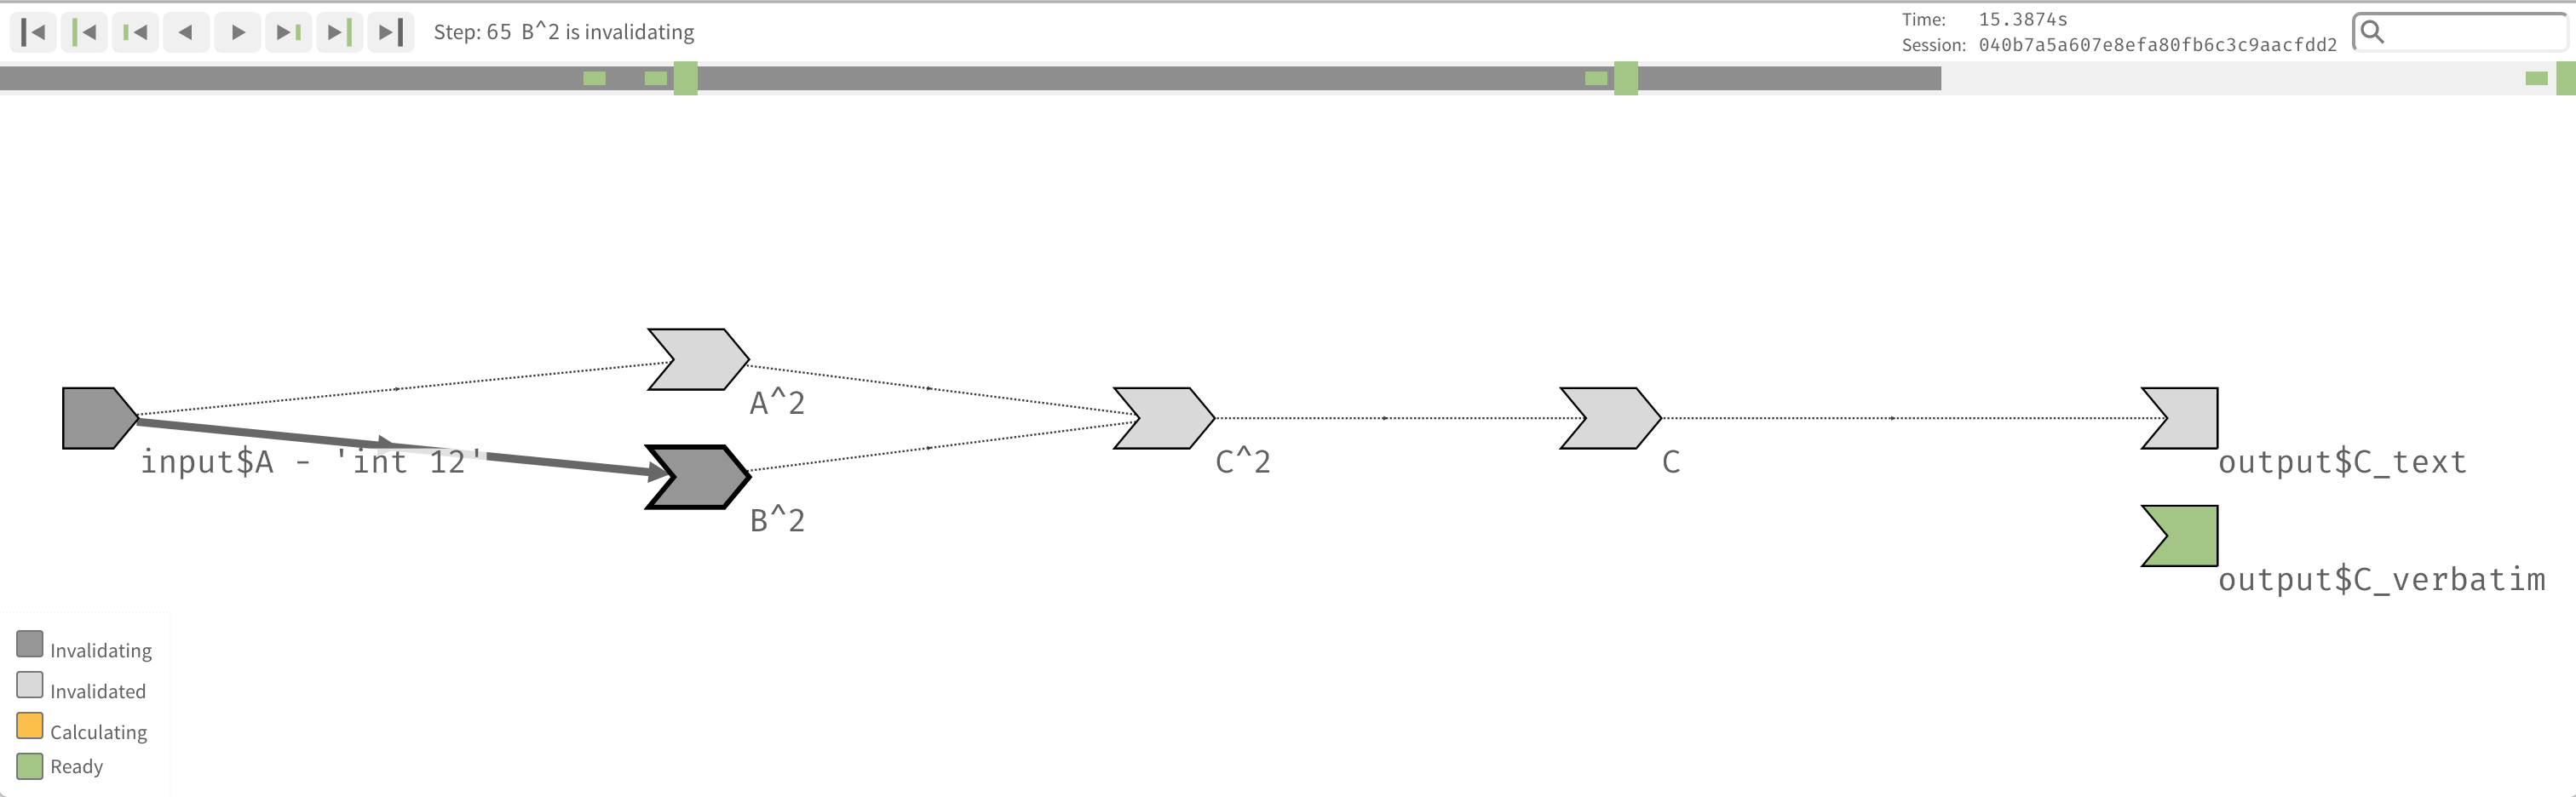 Step: 65 B^2 is invalidating
Time: 15.3874s
Session: 040b7a5a607e8efa80fb6c3c9aacfdd2
A^2
input$A - 'int 12'
C^2
C
output$C_text
B^2
output$C_verbatim
Invalidating
Invalidated
Calculating
Ready